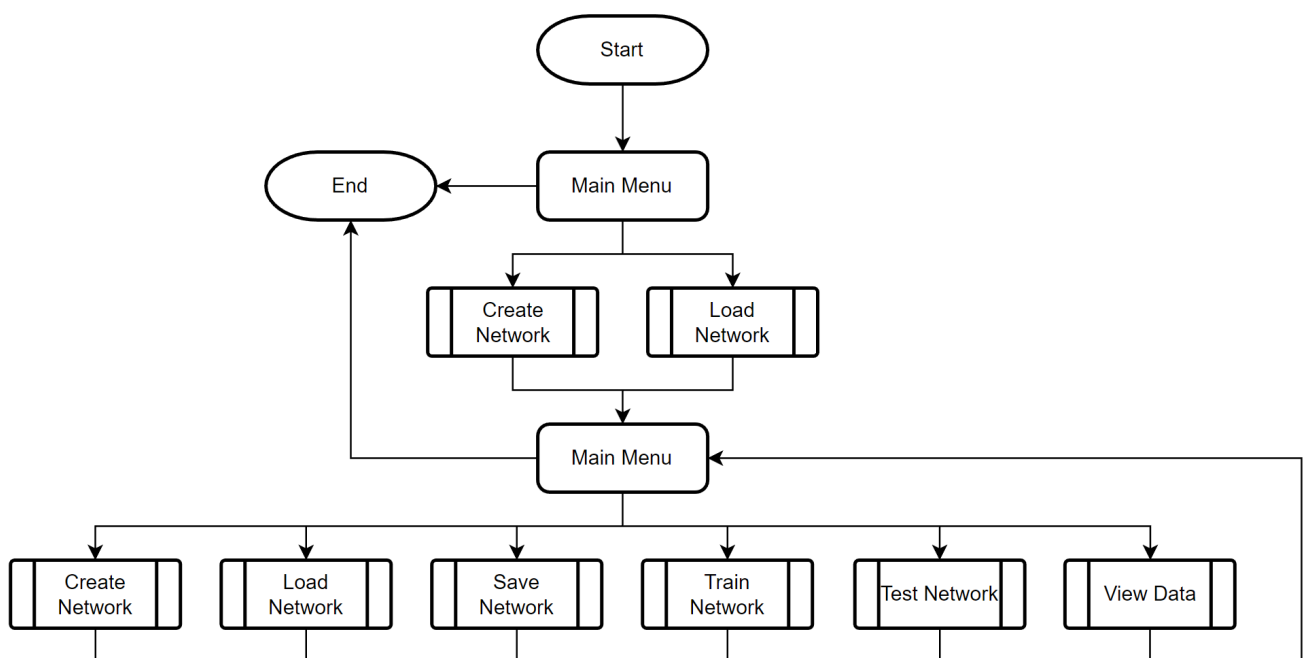 Start
End
Main Menu
Create
Network
Load
Network
Main Menu
Create
Network
Load
Network
Save
Network
Train
Network
Test Network
View Data